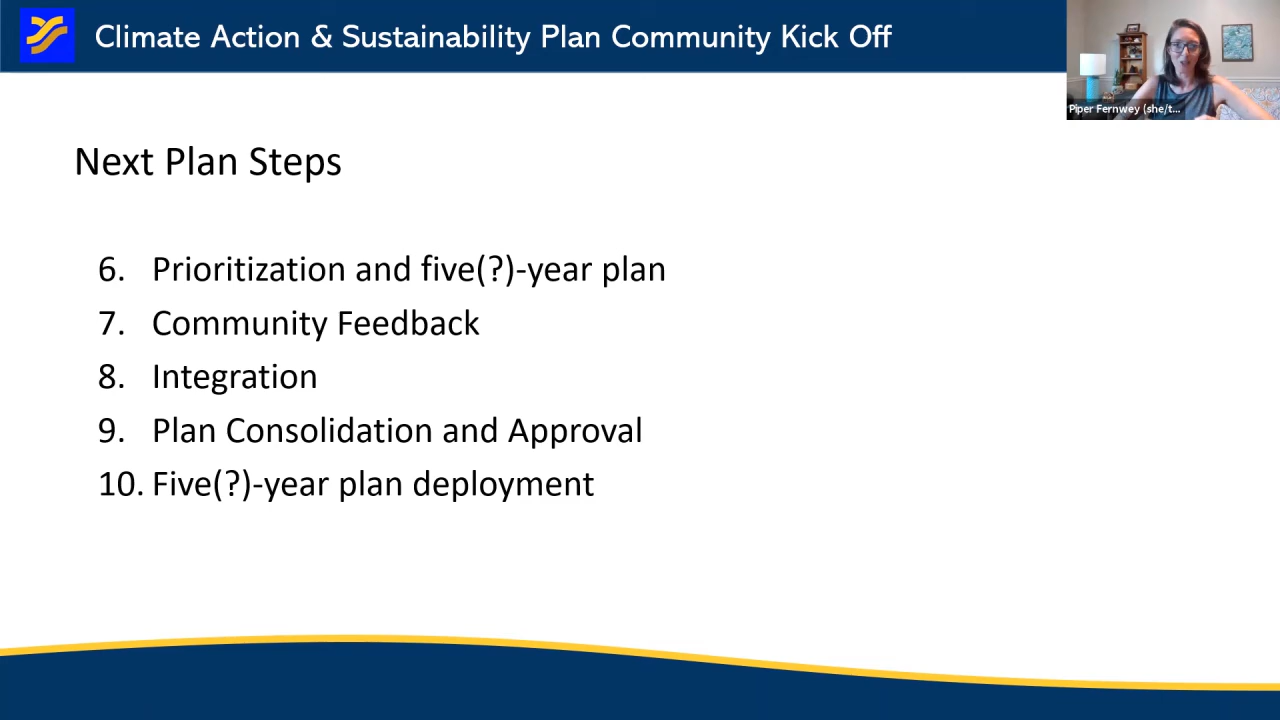 Climate Action & Sustainability Plan Community Kick Off
Piper Fernwey (she/t...
Next Plan Steps
6. Prioritization and five(?)-year plan
7. Community Feedback
8. Integration
9. Plan Consolidation and Approval
10. Five(?)-year plan deployment